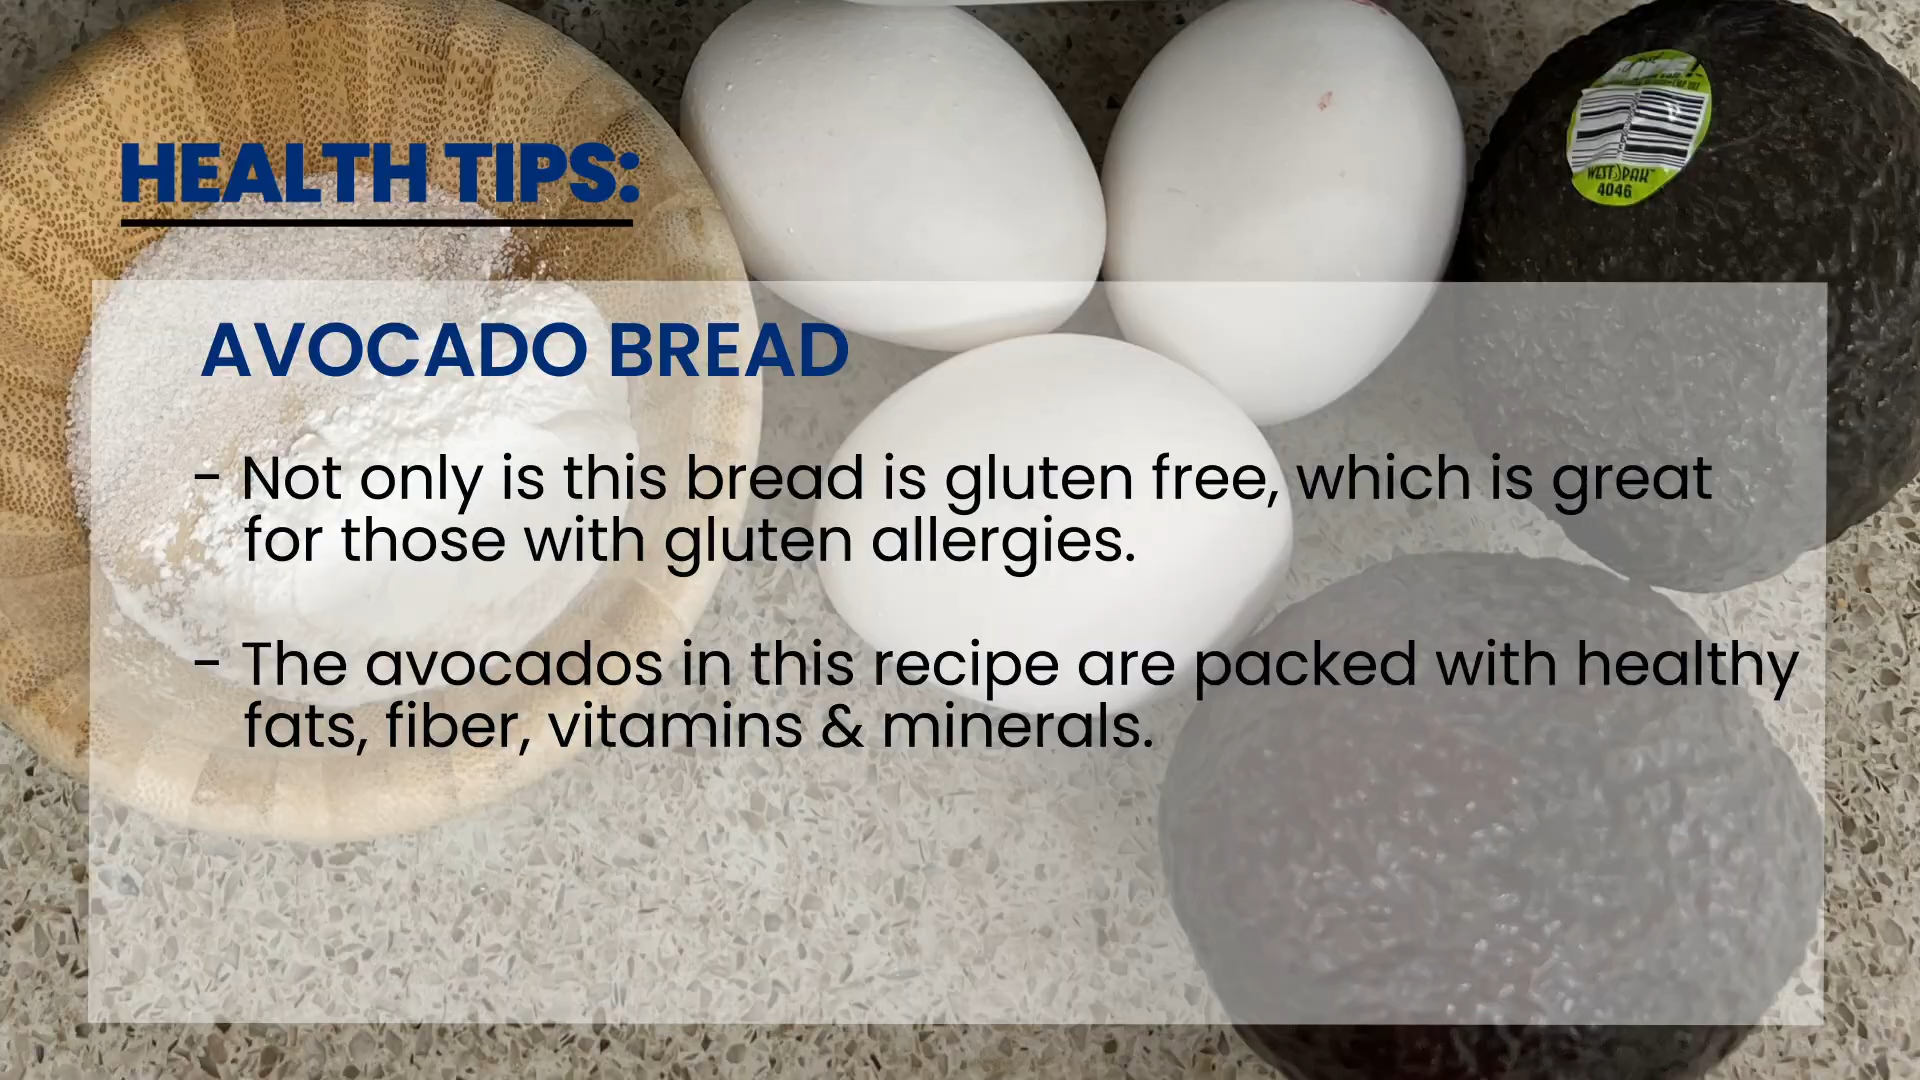 HEALTH TIPS:
AVOCADO BREAD
- Not only is this bread is gluten free, which is great
for those with gluten allergies.
- The avocados in this recipe are packed with healthy
fats, fiber, vitamins & minerals.
WEST PAK
4046